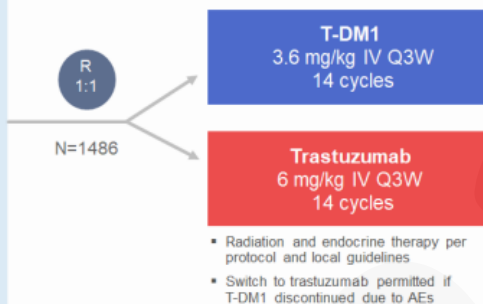 T-DM1
3.6 mg/kg IV Q3W
14 cycles
R
1:1
N=1486
Trastuzumab
6 mg/kg IV Q3W
14 cycles
▪ Radiation and endocrine therapy per
protocol and local guidelines
▪ Switch to trastuzumab permitted if
T-DM1 discontinued due to AEs